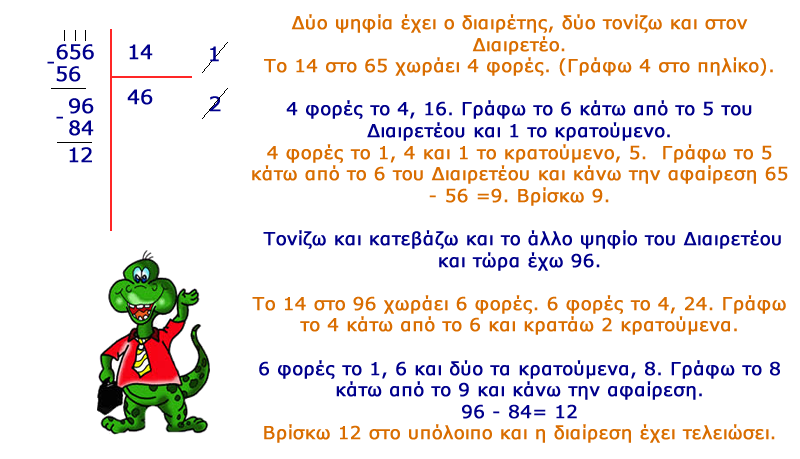 656 14 1
-56 46 2
96
-84
12
Δύο ψηφία έχει ο διαιρέτης, δύο τονίζω και στον
Διαιρετέο.
Το 14 στο 65 χωράει 4 φορές. (Γράφω 4 στο πηλίκο).
4 φορές το 4, 16. Γράφω το 6 κάτω από το 5 του
Διαιρετέου και 1 το κρατούμενο.
4 φορές το 1, 4 και 1 το κρατούμενο, 5. Γράφω το 5
κάτω από το 6 του Διαιρετέου και κάνω την αφαίρεση 65
- 56 =9. Βρίσκω 9.
Τονίζω και κατεβάζω και το άλλο ψηφίο του Διαιρετέου
και τώρα έχω 96.
Το 14 στο 96 χωράει 6 φορές. 6 φορές το 4, 24. Γράφω
το 4 κάτω από το 6 και κρατάω 2 κρατούμενα.
6 φορές το 1, 6 και δύο τα κρατούμενα, 8. Γράφω το 8
κάτω από το 9 και κάνω την αφαίρεση.
96 - 84= 12
Βρίσκω 12 στο υπόλοιπο και η διαίρεση έχει τελειώσει.